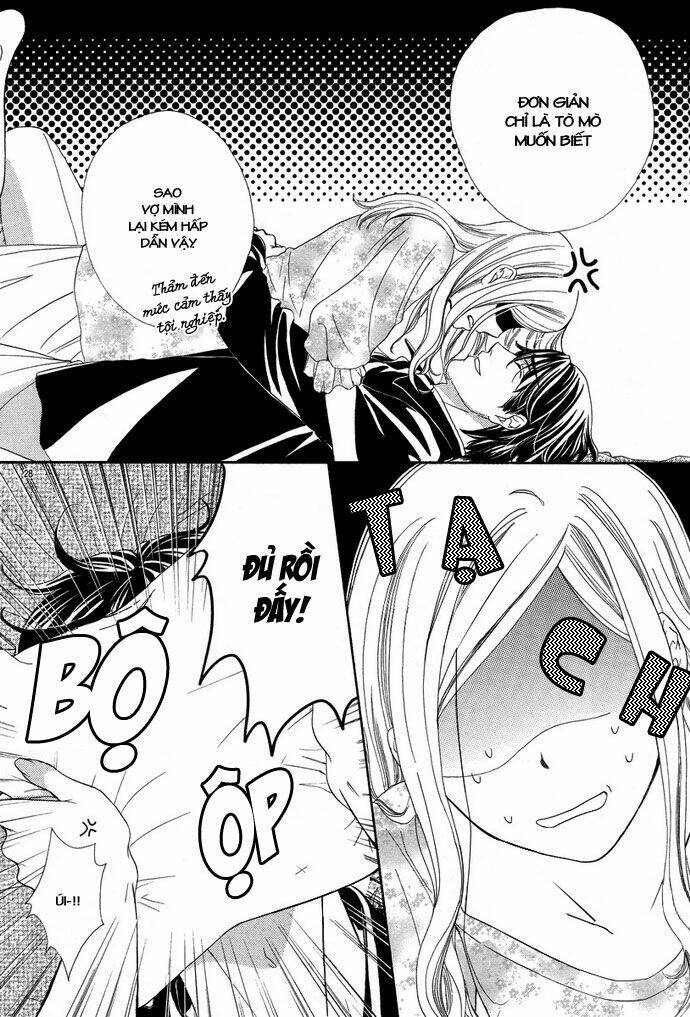 ĐƠN GIẢN
CHỈ LÀ TÒ MÒ
MUỐN BIẾT
SAO
VỢ MÌNH
LẠI KÉM HẤP
DẪN VẬY
Thảm đến
mức cảm thấy
tội nghiệp.
TẠCH
28
ĐỦ RỒI
ĐẤY!
BỘ
ỘP
ÚI-!!